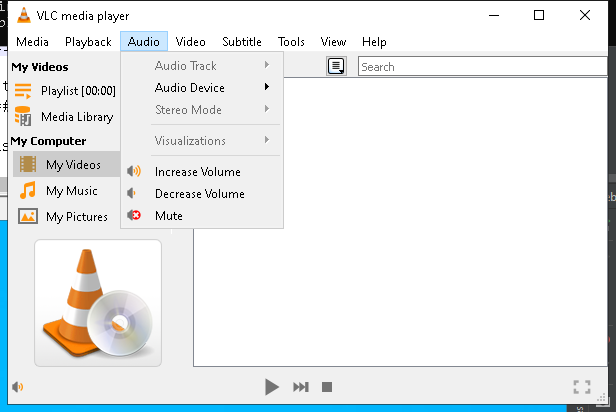 VLC media player
Media Playback Audio Video Subtitle Tools View Help
My Videos
Playlist [00:00]
Media Library
My Computer
My Videos
My Music
My Pictures
Audio Track
Audio Device
Stereo Mode
Visualizations
Increase Volume
Decrease Volume
Mute
Search